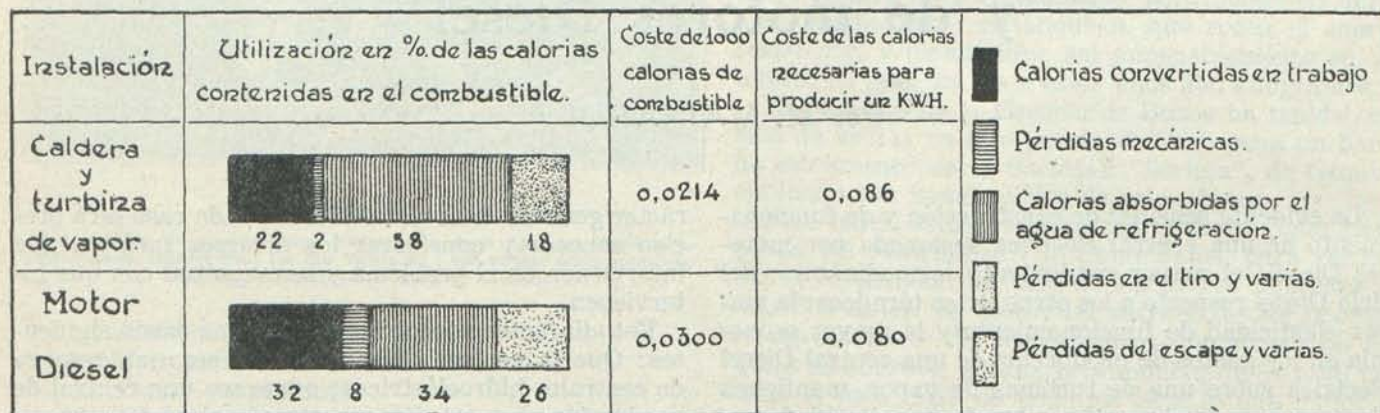 Instalación
Utilización en %. de las calorias
contenidas en el combustible.
Coste de 1000
calorias de
combustible
Coste de las calorias
necesarias para
producir un KWH.
Caldera
y
turbina
de vapor.
22 2 58 18
0,0214
0,086
Motor
Diesel
32 8 34 26
0,0300
0,080
Calorias convertidas en trabajo
Pérdidas mecánicas.
Calorias absorbidas por el
agua de refrigeración.
Pérdidas en el tiro y varias.
Pérdidas del escape y varias.